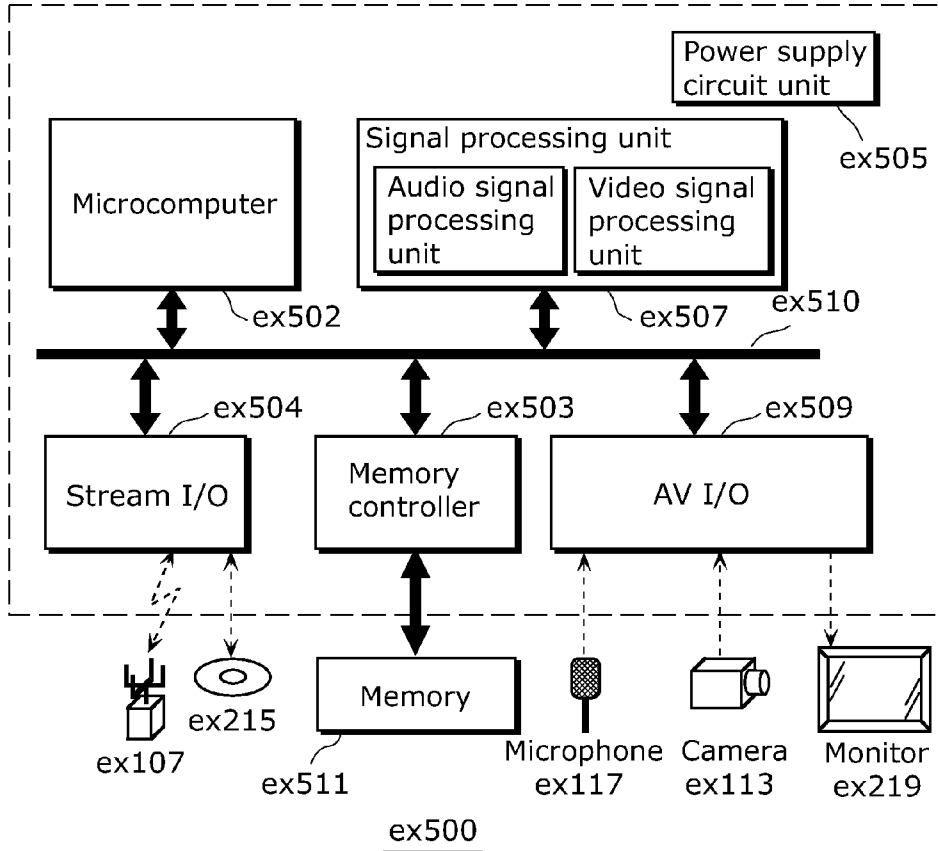 Power supply
circuit unit
ex505
Microcomputer
ex502
Signal processing unit
Audio signal
processing
unit
Video signal
processing
unit
ex507
ex510
ex504
Stream I/O
ex503
Memory
controller
ex509
AV I/O
ex107
ex215
Memory
ex511
Microphone
ex117
Camera
ex113
Monitor
ex219
ex500